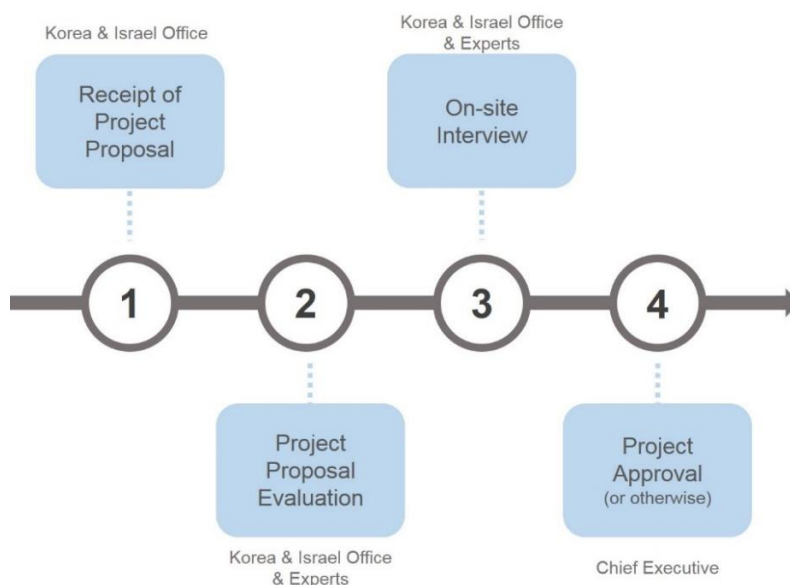 Korea & Israel Office
Receipt of
Project
Proposal
Korea & Israel Office
& Experts
On-site
Interview
1
2
3
4
Project
Proposal
Evaluation
Korea & Israel Office
& Experts
Project
Approval
(or otherwise)
Chief Executive